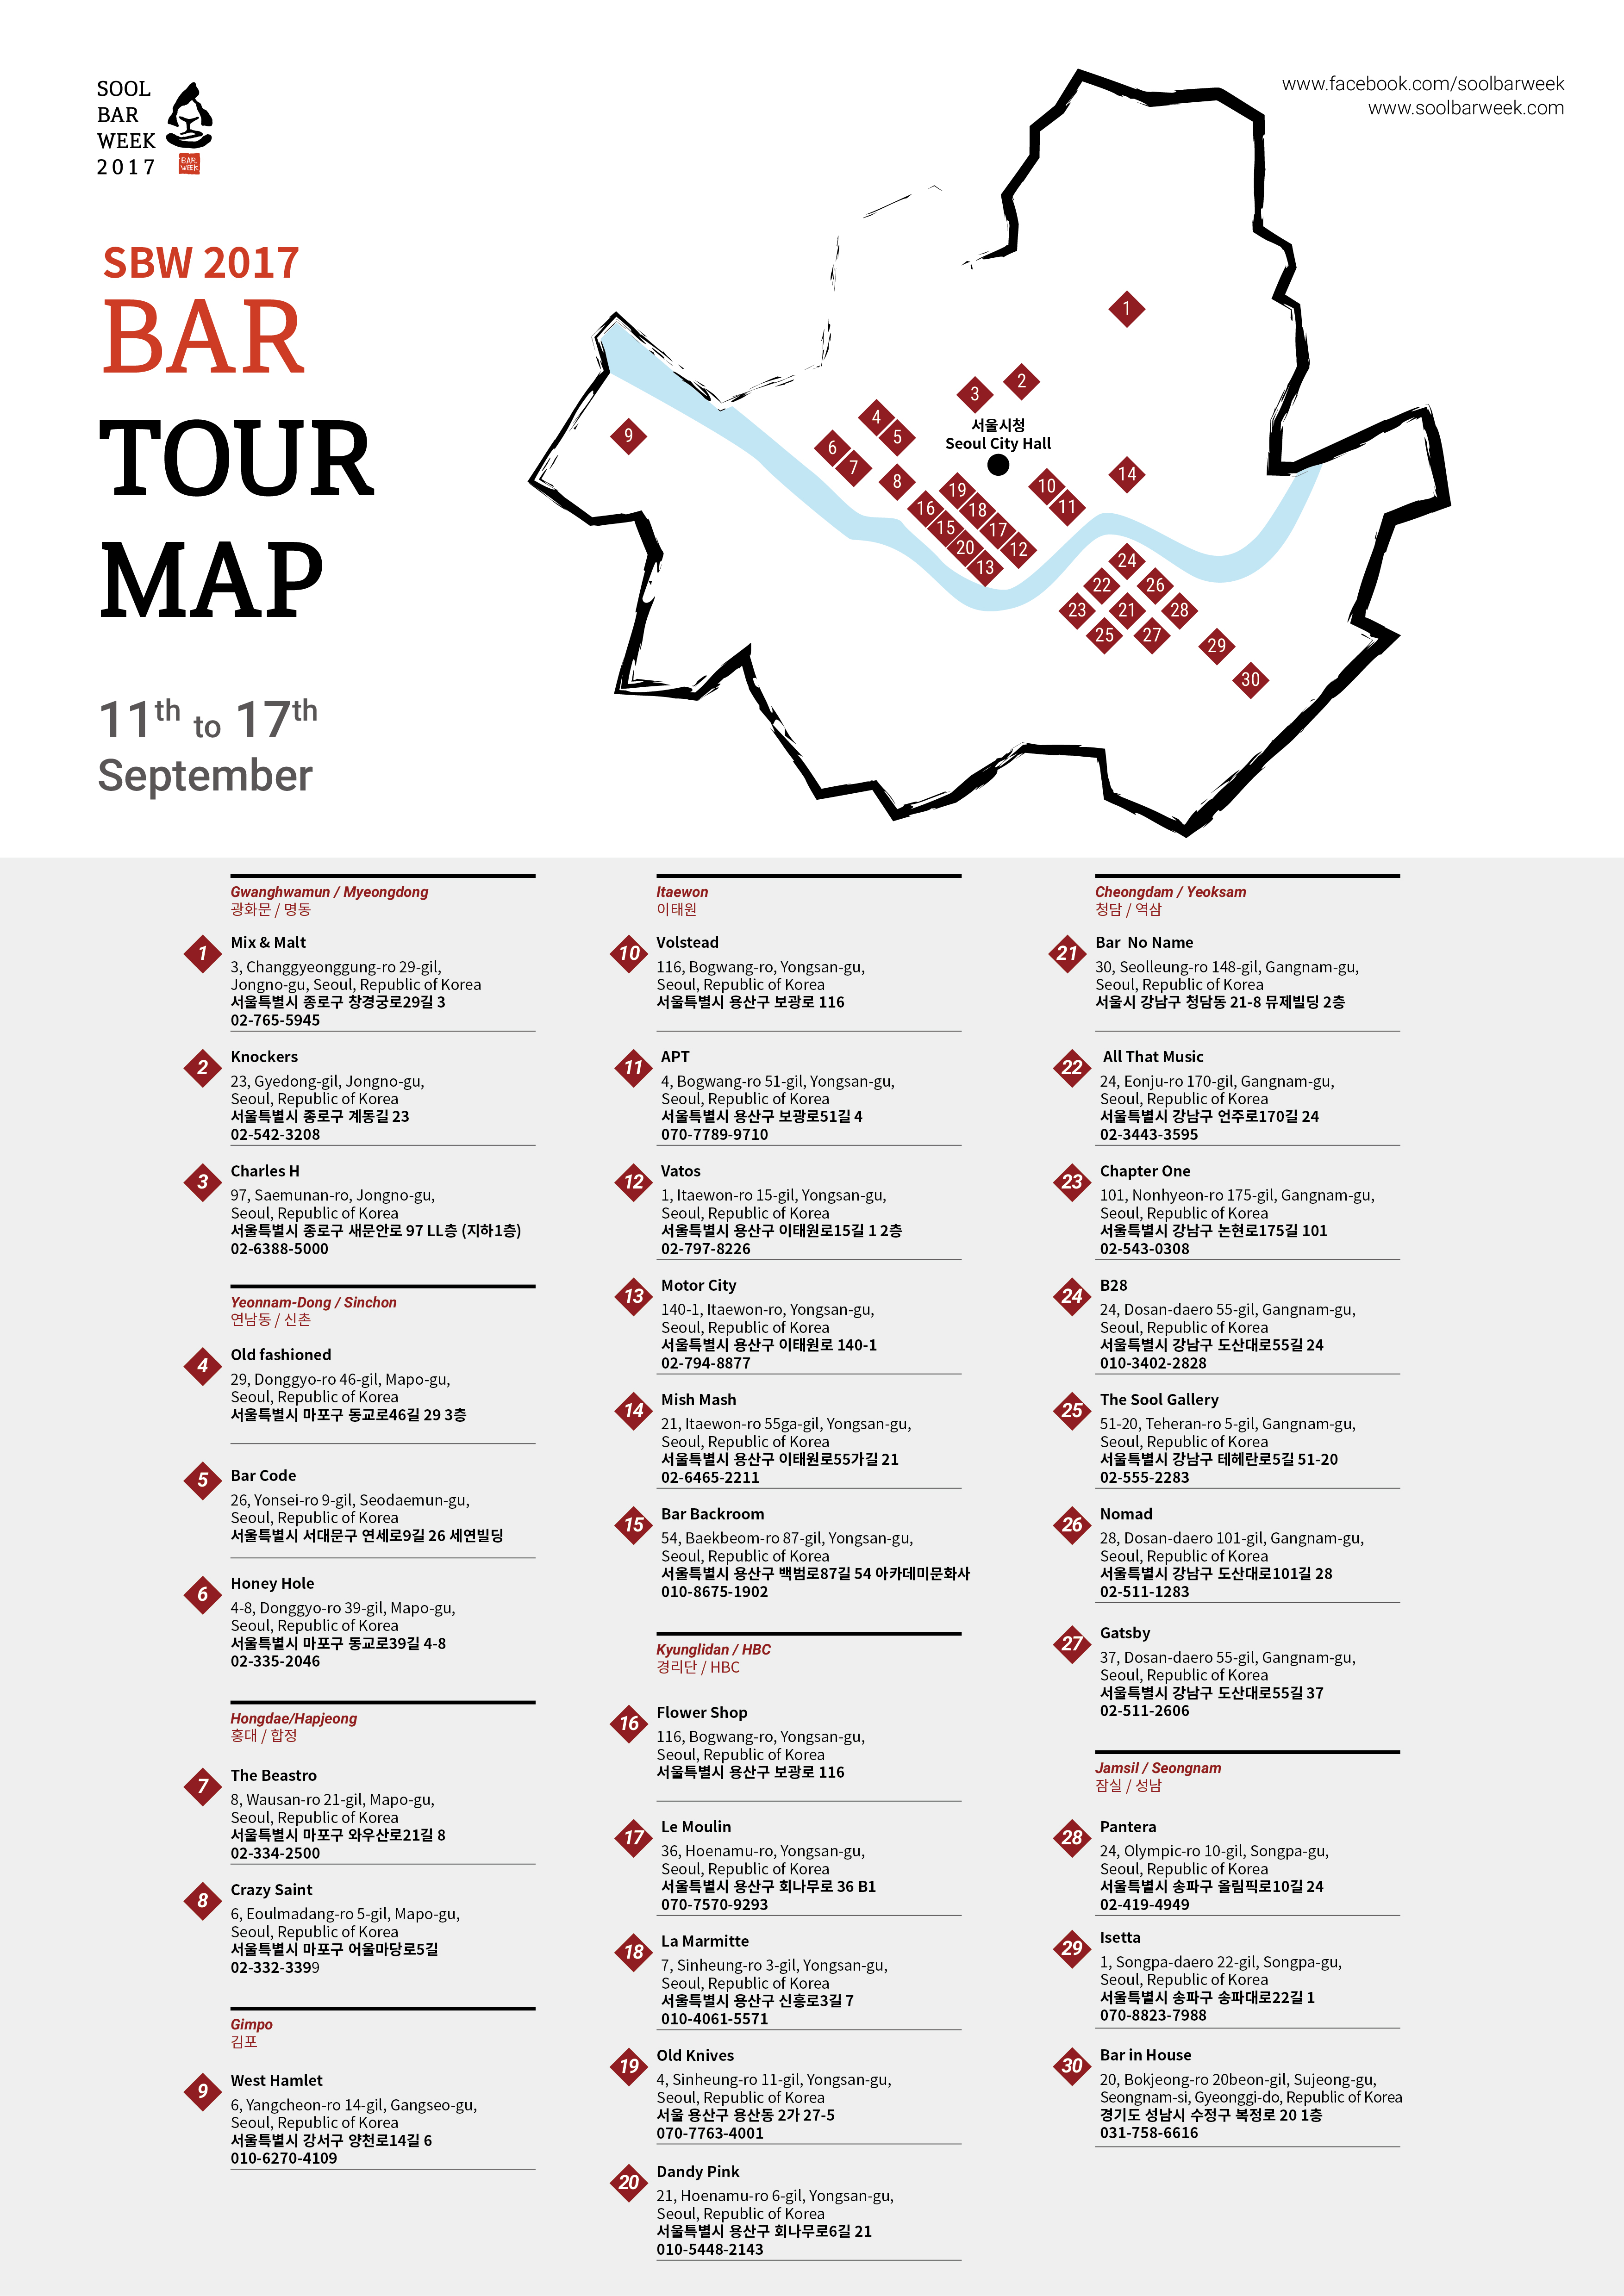 SOOL
BAR
WEEK
2017
BAR
WEEK
www.facebook.com/soolbarweek
www.soolbarweek.com
SBW 2017
BAR
TOUR
MAP
11th to 17th
September
1
2
3
서울시청
Seoul City Hall
4
5
6
7
8
9
10
11
14
19
18
17
12
16
15
20
13
24
22
26
23
21
28
25
27
29
30
Gwanghwamun / Myeongdong
광화문 / 명동
1
Mix & Malt
3, Changgyeonggung-ro 29-gil,
Jongno-gu, Seoul, Republic of Korea
서울특별시 종로구 창경궁로29길 3
02-765-5945
2
Knockers
23, Gyedong-gil, Jongno-gu,
Seoul, Republic of Korea
서울특별시 종로구 계동길 23
02-542-3208
3
Charles H
97, Saemunan-ro, Jongno-gu,
Seoul, Republic of Korea
서울특별시 종로구 새문안로 97 LL층 (지하1층)
02-6388-5000
Yeonnam-Dong / Sinchon
연남동 / 신촌
4
Old fashioned
29, Donggyo-ro 46-gil, Mapo-gu,
Seoul, Republic of Korea
서울특별시 마포구 동교로46길 29 3층
5
Bar Code
26, Yonsei-ro 9-gil, Seodaemun-gu,
Seoul, Republic of Korea
서울특별시 서대문구 연세로9길 26 세연빌딩
6
Honey Hole
4-8, Donggyo-ro 39-gil, Mapo-gu,
Seoul, Republic of Korea
서울특별시 마포구 동교로39길 4-8
02-335-2046
Hongdae/Hapjeong
홍대 / 합정
7
The Beastro
8, Wausan-ro 21-gil, Mapo-gu,
Seoul, Republic of Korea
서울특별시 마포구 와우산로21길 8
02-334-2500
8
Crazy Saint
6, Eoulmadang-ro 5-gil, Mapo-gu,
Seoul, Republic of Korea
서울특별시 마포구 어울마당로5길
02-332-3399
Gimpo
김포
9
West Hamlet
6, Yangcheon-ro 14-gil, Gangseo-gu,
Seoul, Republic of Korea
서울특별시 강서구 양천로14길 6
010-6270-4109
Itaewon
이태원
10
Volstead
116, Bogwang-ro, Yongsan-gu,
Seoul, Republic of Korea
서울특별시 용산구 보광로 116
11
APT
4, Bogwang-ro 51-gil, Yongsan-gu,
Seoul, Republic of Korea
서울특별시 용산구 보광로51길 4
070-7789-9710
12
Vatos
1, Itaewon-ro 15-gil, Yongsan-gu,
Seoul, Republic of Korea
서울특별시 용산구 이태원로15길 1 2층
02-797-8226
13
Motor City
140-1, Itaewon-ro, Yongsan-gu,
Seoul, Republic of Korea
서울특별시 용산구 이태원로 140-1
02-794-8877
14
Mish Mash
21, Itaewon-ro 55ga-gil, Yongsan-gu,
Seoul, Republic of Korea
서울특별시 용산구 이태원로55가길 21
02-6465-2211
15
Bar Backroom
54, Baekbeom-ro 87-gil, Yongsan-gu,
Seoul, Republic of Korea
서울특별시 용산구 백범로87길 54 아카데미문화사
010-8675-1902
Kyunglidan / HBC
경리단 / HBC
16
Flower Shop
116, Bogwang-ro, Yongsan-gu,
Seoul, Republic of Korea
서울특별시 용산구 보광로 116
17
Le Moulin
36, Hoenamu-ro, Yongsan-gu,
Seoul, Republic of Korea
서울특별시 용산구 회나무로 36 B1
070-7570-9293
18
La Marmitte
7, Sinheung-ro 3-gil, Yongsan-gu,
Seoul, Republic of Korea
서울특별시 용산구 신흥로3길 7
010-4061-5571
19
Old Knives
4, Sinheung-ro 11-gil, Yongsan-gu,
Seoul, Republic of Korea
서울 용산구 용산동 2가 27-5
070-7763-4001
20
Dandy Pink
21, Hoenamu-ro 6-gil, Yongsan-gu,
Seoul, Republic of Korea
서울특별시 용산구 회나무로6길 21
010-5448-2143
Cheongdam / Yeoksam
청담 / 역삼
21
Bar No Name
30, Seolleung-ro 148-gil, Gangnam-gu,
Seoul, Republic of Korea
서울시 강남구 청담동 21-8 뮤제빌딩 2층
22
All That Music
24, Eonju-ro 170-gil, Gangnam-gu,
Seoul, Republic of Korea
서울특별시 강남구 언주로170길 24
02-3443-3595
23
Chapter One
101, Nonhyeon-ro 175-gil, Gangnam-gu,
Seoul, Republic of Korea
서울특별시 강남구 논현로175길 101
02-543-0308
24
B28
24, Dosan-daero 55-gil, Gangnam-gu,
Seoul, Republic of Korea
서울특별시 강남구 도산대로55길 24
010-3402-2828
25
The Sool Gallery
51-20, Teheran-ro 5-gil, Gangnam-gu,
Seoul, Republic of Korea
서울특별시 강남구 테헤란로5길 51-20
02-555-2283
26
Nomad
28, Dosan-daero 101-gil, Gangnam-gu,
Seoul, Republic of Korea
서울특별시 강남구 도산대로101길 28
02-511-1283
27
Gatsby
37, Dosan-daero 55-gil, Gangnam-gu,
Seoul, Republic of Korea
서울특별시 강남구 도산대로55길 37
02-511-2606
Jamsil / Seongnam
잠실 / 성남
28
Pantera
24, Olympic-ro 10-gil, Songpa-gu,
Seoul, Republic of Korea
서울특별시 송파구 올림픽로10길 24
02-419-4949
29
Isetta
1, Songpa-daero 22-gil, Songpa-gu,
Seoul, Republic of Korea
서울특별시 송파구 송파대로22길 1
070-8823-7988
30
Bar in House
20, Bokjeong-ro 20beon-gil, Sujeong-gu,
Seongnam-si, Gyeonggi-do, Republic of Korea
경기도 성남시 수정구 복정로 20 1층
031-758-6616